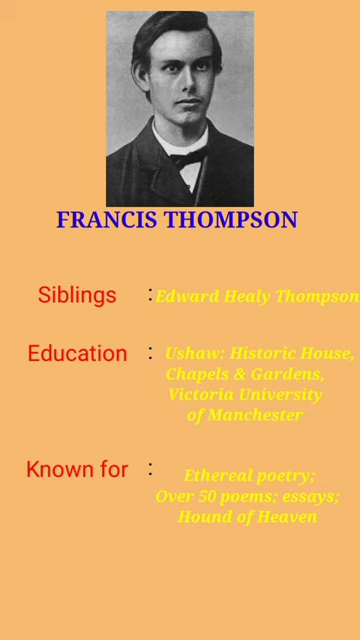 FRANCIS THOMPSON
Siblings : Edward Healy Thompson
Education : Ushaw: Historic House,
Chapels & Gardens,
Victoria University
of Manchester
Known for : Ethereal poetry;
Over 50 poems; essays;
Hound of Heaven